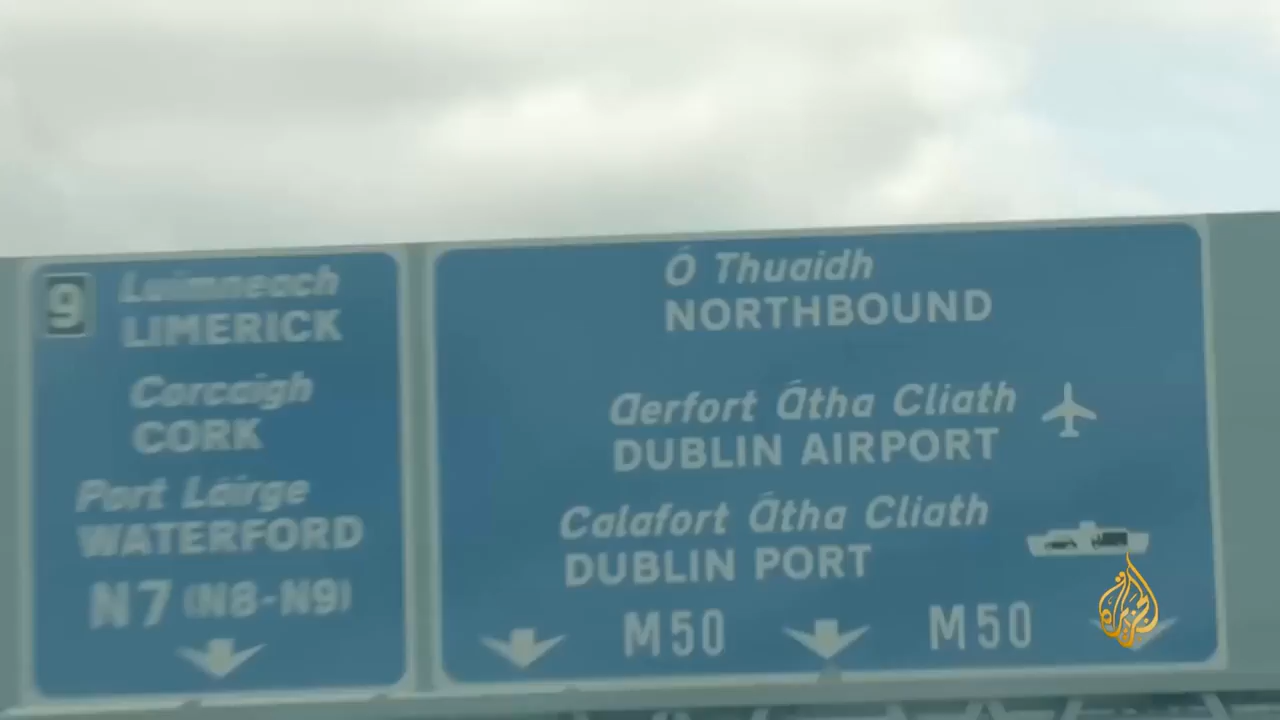 9
Luimneach
LIMERICK
Corcaigh
CORK
Port Láirge
WATERFORD
N7 (N8-N9)
Ó Thuaidh
NORTHBOUND
Aerfort Átha Cliath
DUBLIN AIRPORT
Calafort Átha Cliath
DUBLIN PORT
M50 M50
الجزيرة